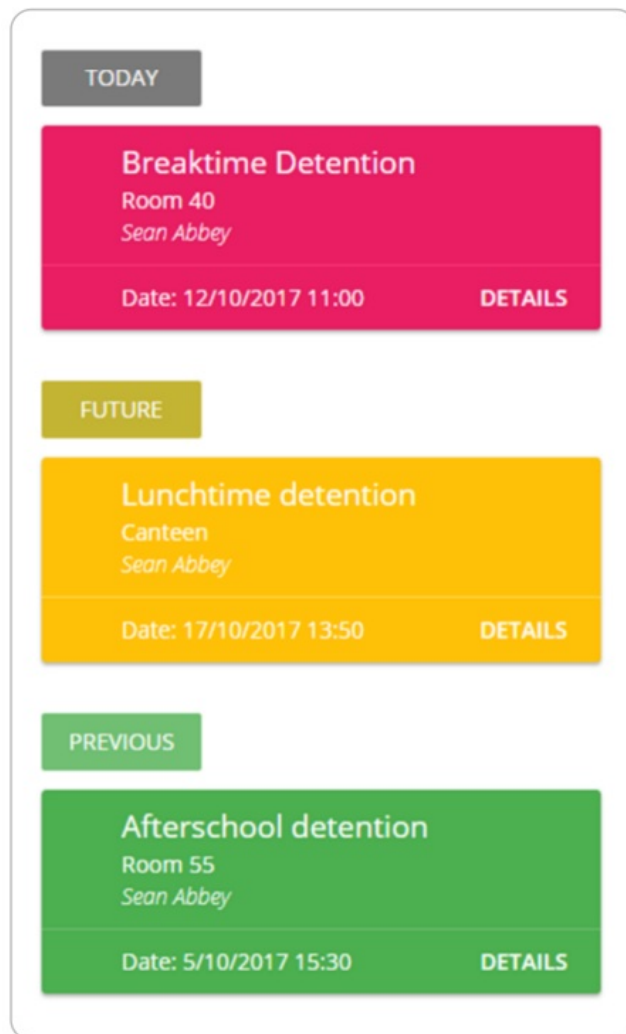 TODAY
Breaktime Detention
Room 40
Sean Abbey
Date: 12/10/2017 11:00 DETAILS
FUTURE
Lunchtime detention
Canteen
Sean Abbey
Date: 17/10/2017 13:50 DETAILS
PREVIOUS
Afterschool detention
Room 55
Sean Abbey
Date: 5/10/2017 15:30 DETAILS